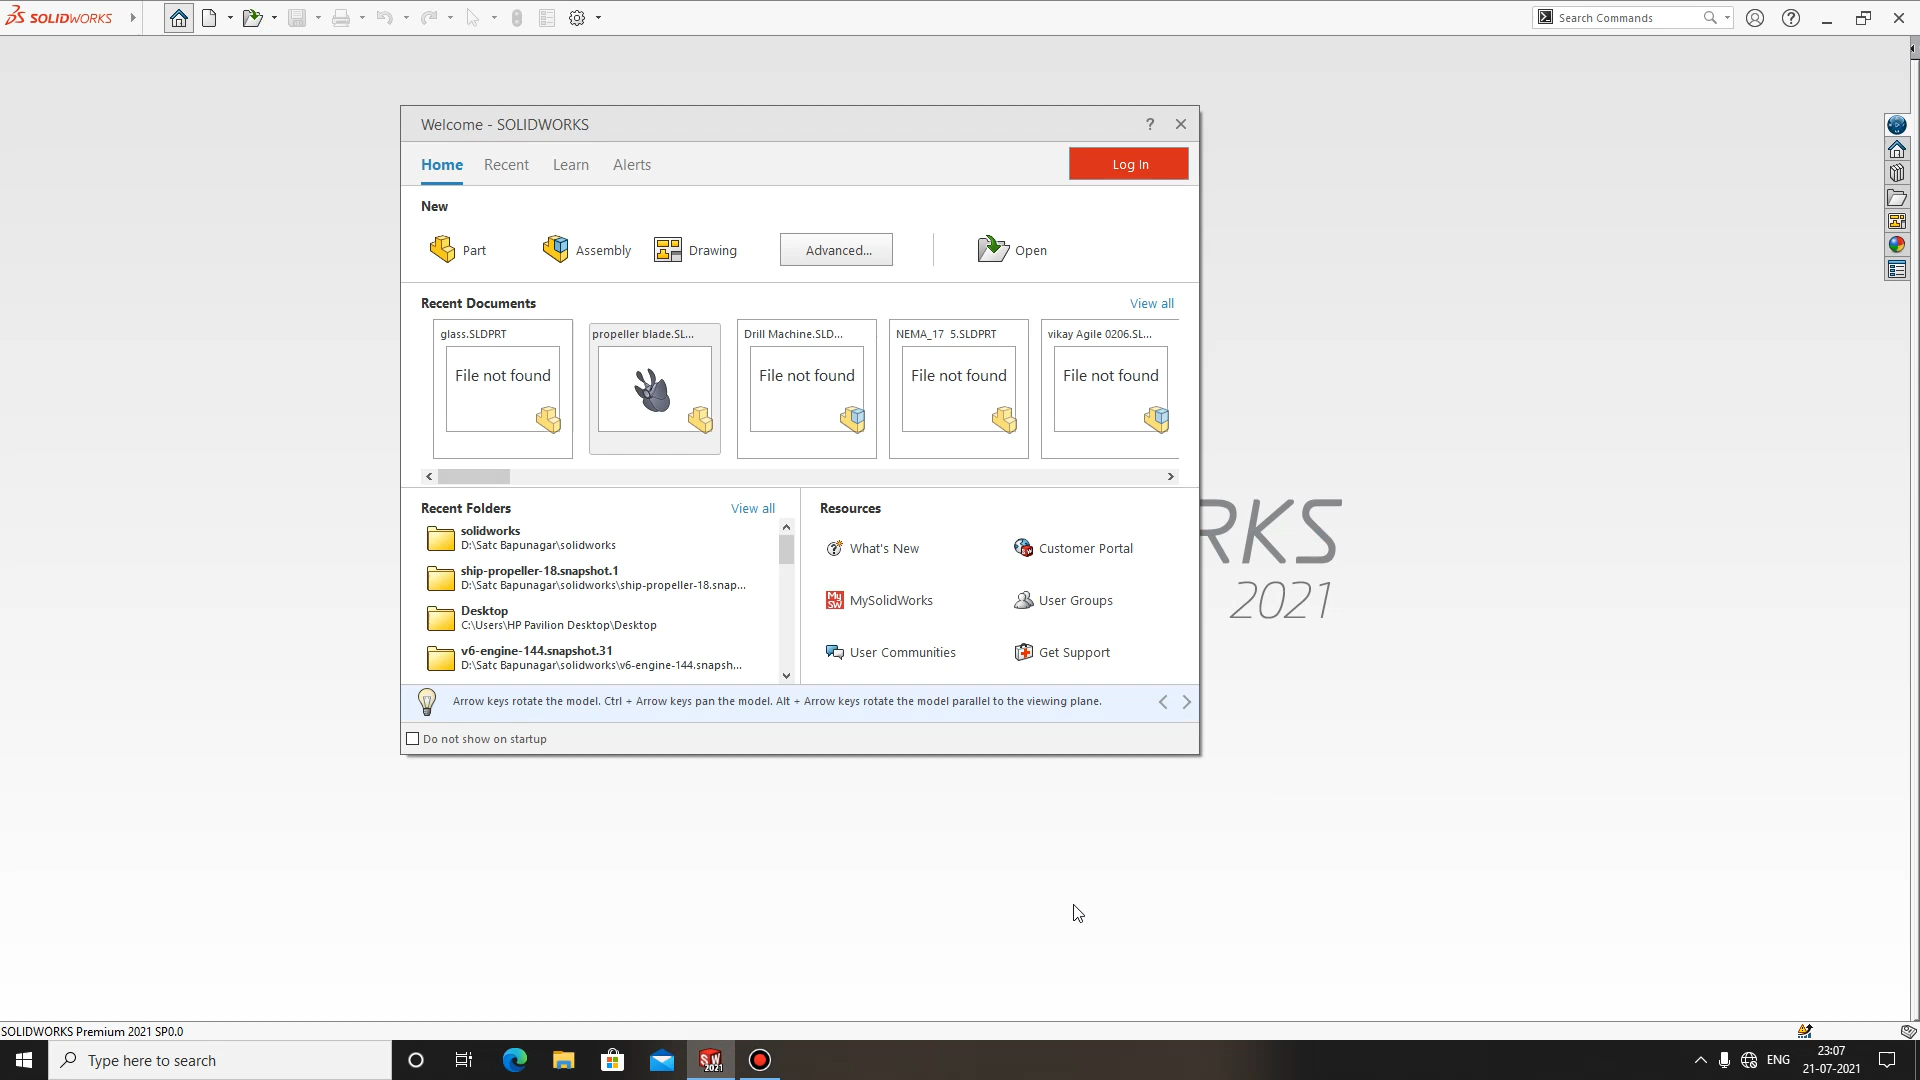 SOLIDWORKS
Search Commands
Welcome - SOLIDWORKS
Home Recent Learn Alerts Log In
New
Part Assembly Drawing Advanced... Open
Recent Documents View all
glass.SLDPRT propeller blade.SL... Drill Machine.SLD... NEMA_17 5.SLDPRT vikay Agile 0206.SL...
File not found File not found File not found File not found
Recent Folders View all
solidworks
D:\Satc Bapunagar\solidworks
ship-propeller-18.snapshot.1
D:\Satc Bapunagar\solidworks\ship-propeller-18.snap...
Desktop
C:\Users\HP Pavilion Desktop\Desktop
v6-engine-144.snapshot.31
D:\Satc Bapunagar\solidworks\v6-engine-144.snapsh...
Resources
What's New Customer Portal
MySolidWorks User Groups
User Communities Get Support
RKS
2021
Arrow keys rotate the model. Ctrl + Arrow keys pan the model. Alt + Arrow keys rotate the model parallel to the viewing plane.
Do not show on startup
SOLIDWORKS Premium 2021 SP0.0
Type here to search
SW 2021
ENG
23:07
21-07-2021